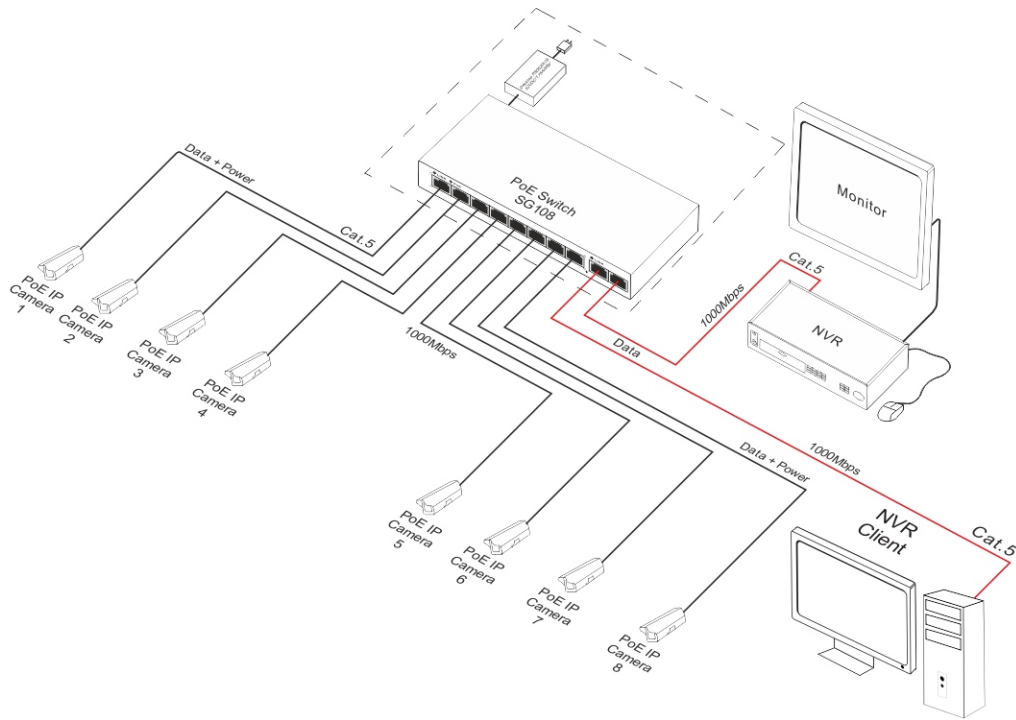 PoE Switch
SG108
Data + Power
Cat.5
PoE IP
Camera
1
PoE IP
Camera
2
PoE IP
Camera
3
PoE IP
Camera
4
1000Mbps
PoE IP
Camera
5
PoE IP
Camera
6
PoE IP
Camera
7
PoE IP
Camera
8
Data + Power
Data
1000Mbps
Cat.5
Monitor
NVR
1000Mbps
Cat.5
NVR
Client